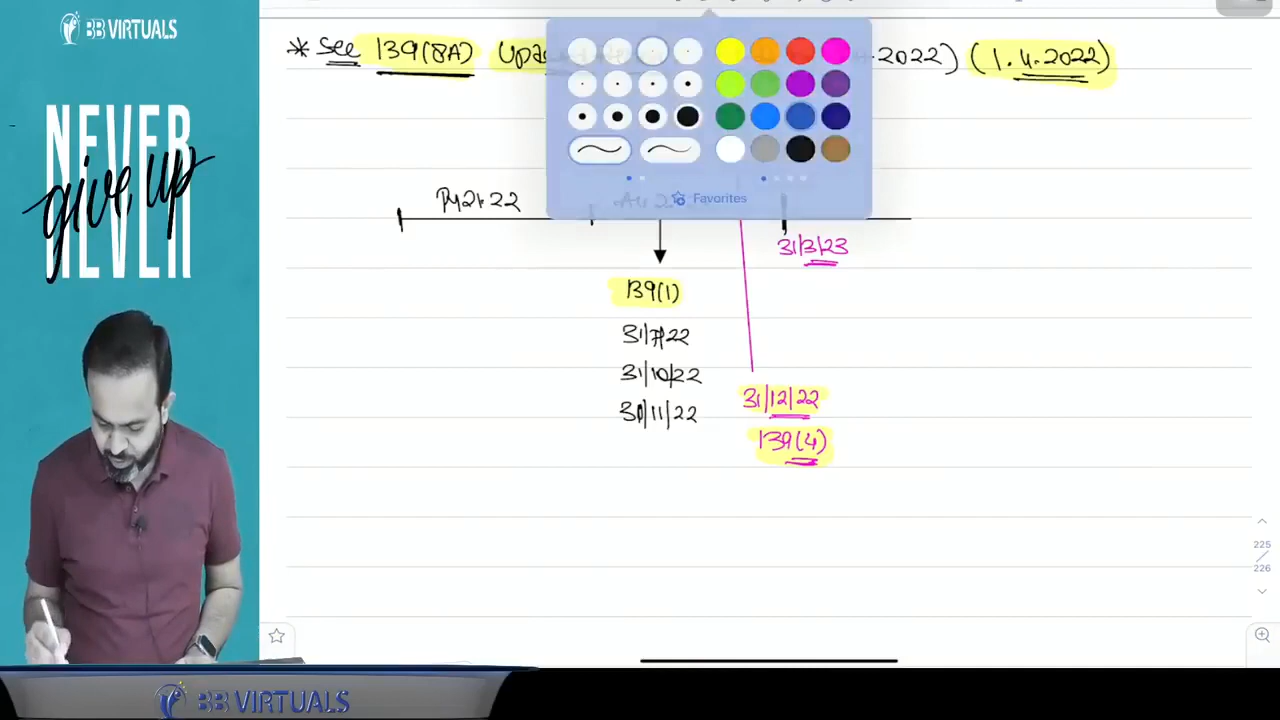 BB VIRTUALS
NEVER
give up
NEVER
* See 139(8A) .2022) (1.4.2022)
PY 21-22
Favorites
31/3/23
139(1)
31/7/22
31/10/22
30/11/22
31/12/22
139(4)
225
226
BB VIRTUALS